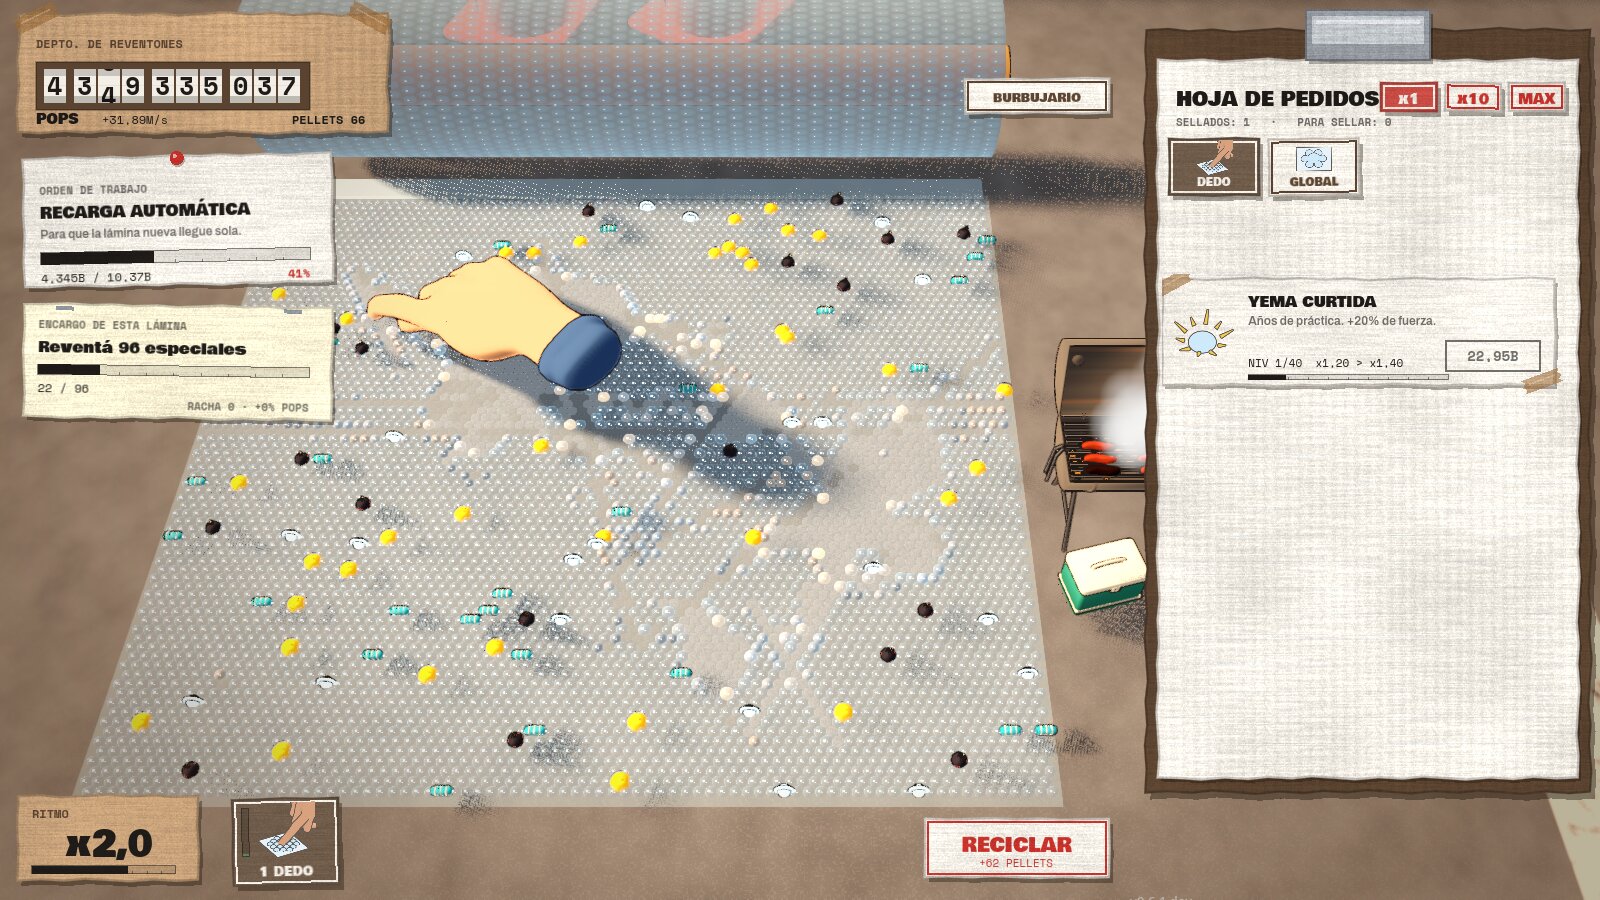 DEPTO. DE REVENTONES
4 349 335 037
POPS +31,89M/s PELLETS 66
ORDEN DE TRABAJO
RECARGA AUTOMÁTICA
Para que la lámina nueva llegue sola.
4,345B / 10,37B 41%
ENCARGO DE ESTA LÁMINA
Reventá 96 especiales
22 / 96
RACHA 0 · +0% POPS
BURBUJARIO
HOJA DE PEDIDOS
x1
x10
MAX
SELLADOS: 1 · PARA SELLAR: 0
DEDO
GLOBAL
YEMA CURTIDA
Años de práctica. +20% de fuerza.
NIV 1/40 x1,20 > x1,40
22,95B
RITMO
x2,0
1 DEDO
RECICLAR
+62 PELLETS